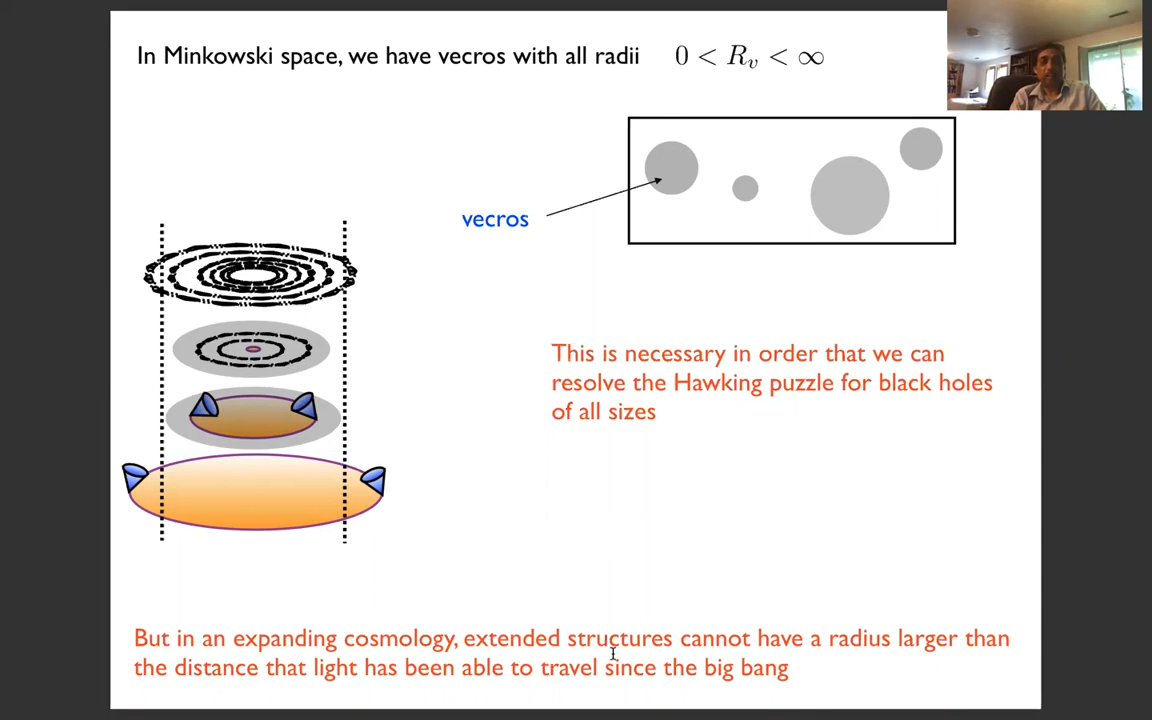 In Minkowski space, we have vecros with all radii 0 < R_v < ∞
vecros
This is necessary in order that we can
resolve the Hawking puzzle for black holes
of all sizes
But in an expanding cosmology, extended structures cannot have a radius larger than
the distance that light has been able to travel since the big bang